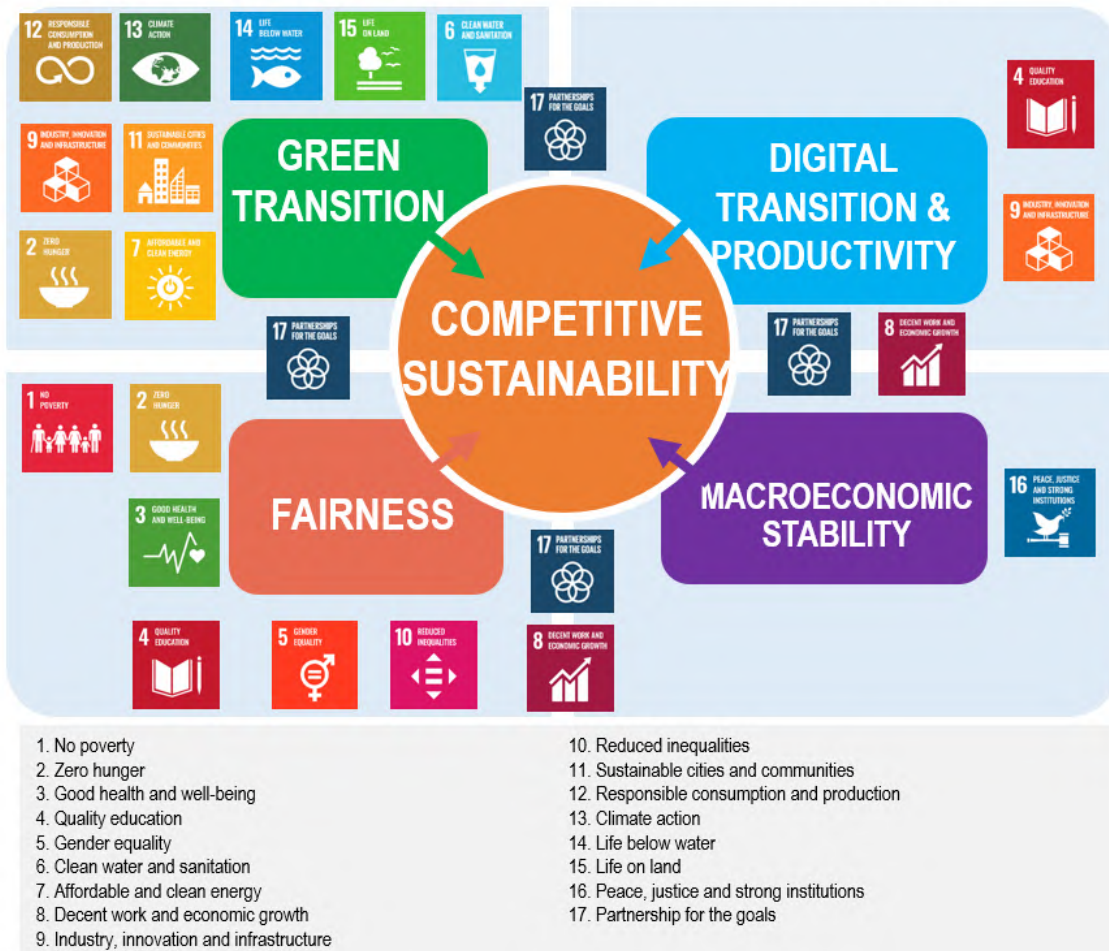 12 RESPONSIBLE
CONSUMPTION
AND PRODUCTION
13 CLIMATE
ACTION
14 LIFE
BELOW WATER
15 LIFE
ON LAND
6 CLEAN WATER
AND SANITATION
17 PARTNERSHIPS
FOR THE GOALS
4 QUALITY
EDUCATION
9 INDUSTRY, INNOVATION
AND INFRASTRUCTURE
11 SUSTAINABLE CITIES
AND COMMUNITIES
GREEN
TRANSITION
DIGITAL
TRANSITION &
PRODUCTIVITY
9 INDUSTRY, INNOVATION
AND INFRASTRUCTURE
2 ZERO
HUNGER
7 AFFORDABLE AND
CLEAN ENERGY
COMPETITIVE
SUSTAINABILITY
17 PARTNERSHIPS
FOR THE GOALS
17 PARTNERSHIPS
FOR THE GOALS
8 DECENT WORK AND
ECONOMIC GROWTH
1 NO
POVERTY
2 ZERO
HUNGER
FAIRNESS
MACROECONOMIC
STABILITY
16 PEACE, JUSTICE
AND STRONG
INSTITUTIONS
3 GOOD HEALTH
AND WELL-BEING
17 PARTNERSHIPS
FOR THE GOALS
4 QUALITY
EDUCATION
5 GENDER
EQUALITY
10 REDUCED
INEQUALITIES
8 DECENT WORK AND
ECONOMIC GROWTH
1. No poverty
2. Zero hunger
3. Good health and well-being
4. Quality education
5. Gender equality
6. Clean water and sanitation
7. Affordable and clean energy
8. Decent work and economic growth
9. Industry, innovation and infrastructure
10. Reduced inequalities
11. Sustainable cities and communities
12. Responsible consumption and production
13. Climate action
14. Life below water
15. Life on land
16. Peace, justice and strong institutions
17. Partnership for the goals